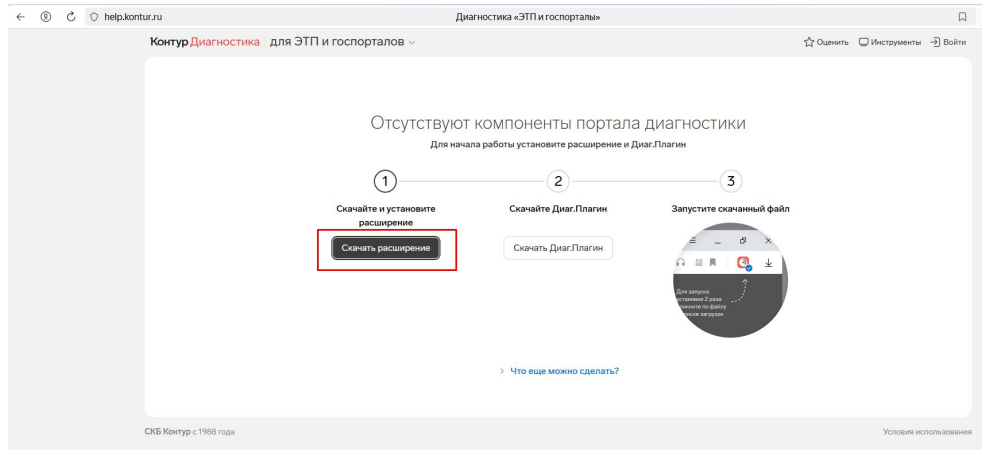 help.kontur.ru
Диагностика «ЭТП и госпорталы»
Контур Диагностика для ЭТП и госпорталов
Оценить Инструменты Войти
Отсутствуют компоненты портала диагностики
Для начала работы установите расширение и Диаг.Плагин
1
2
3
Скачайте и установите
расширение
Скачайте Диаг.Плагин
Запустите скачанный файл
Скачать расширение
Скачать Диаг.Плагин
Для запуска
установки 2 раза
кликните по файлу
списке загрузок
Что еще можно сделать?
СКБ Контур с 1988 года
Условия использования